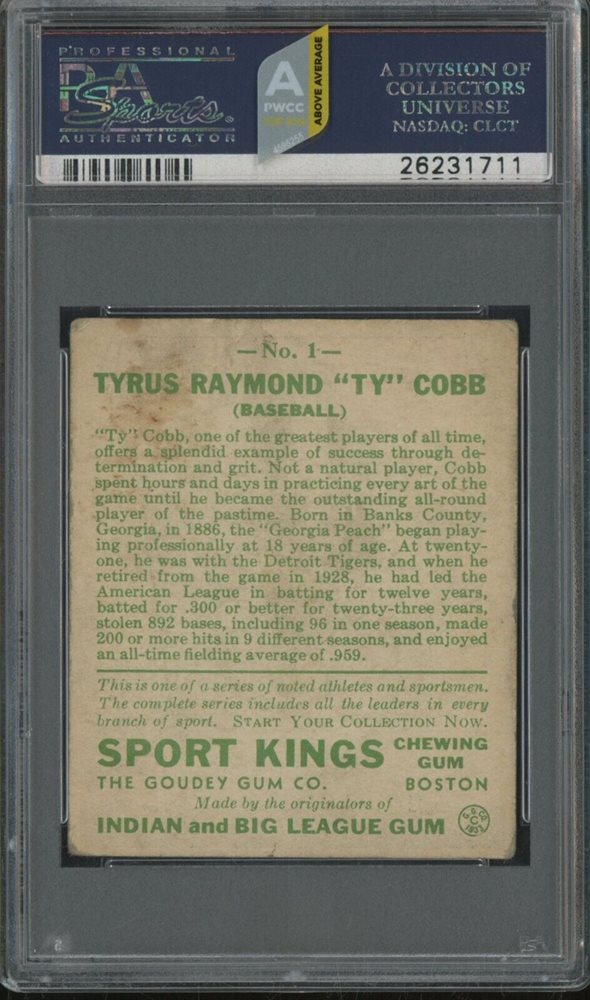 PROFESSIONAL
PSA
Sports
AUTHENTICATOR
A
PWCC
ABOVE AVERAGE
A DIVISION OF
COLLECTORS
UNIVERSE
NASDAQ: CLCT
26231711
—No. 1—
TYRUS RAYMOND "TY" COBB
(BASEBALL)
"Ty" Cobb, one of the greatest players of all time,
offers a splendid example of success through de-
termination and grit. Not a natural player, Cobb
spent hours and days in practicing every art of the
game until he became the outstanding all-round
player of the pastime. Born in Banks County,
Georgia, in 1886, the "Georgia Peach" began play-
ing professionally at 18 years of age. At twenty-
one, he was with the Detroit Tigers, and when he
retired from the game in 1928, he had led the
American League in batting for twelve years,
batted for .300 or better for twenty-three years,
stolen 892 bases, including 96 in one season, made
200 or more hits in 9 different seasons, and enjoyed
an all-time fielding average of .959.
This is one of a series of noted athletes and sportsmen.
The complete series includes all the leaders in every
branch of sport. START YOUR COLLECTION NOW.
SPORT KINGS CHEWING GUM
THE GOUDEY GUM CO. BOSTON
Made by the originators of
INDIAN and BIG LEAGUE GUM